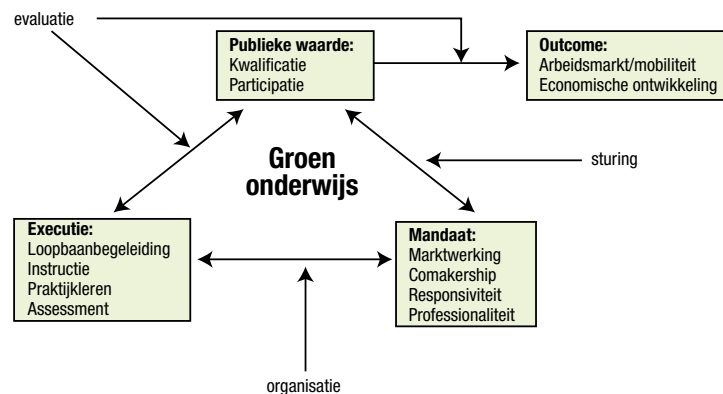 evaluatie
Publieke waarde:
Kwalificatie
Participatie
Outcome:
Arbeidsmarkt/mobiliteit
Economische ontwikkeling
Groen
onderwijs
sturing
Executie:
Loopbaanbegeleiding
Instructie
Praktijkleren
Assessment
Mandaat:
Marktwerking
Comakership
Responsiviteit
Professionaliteit
organisatie